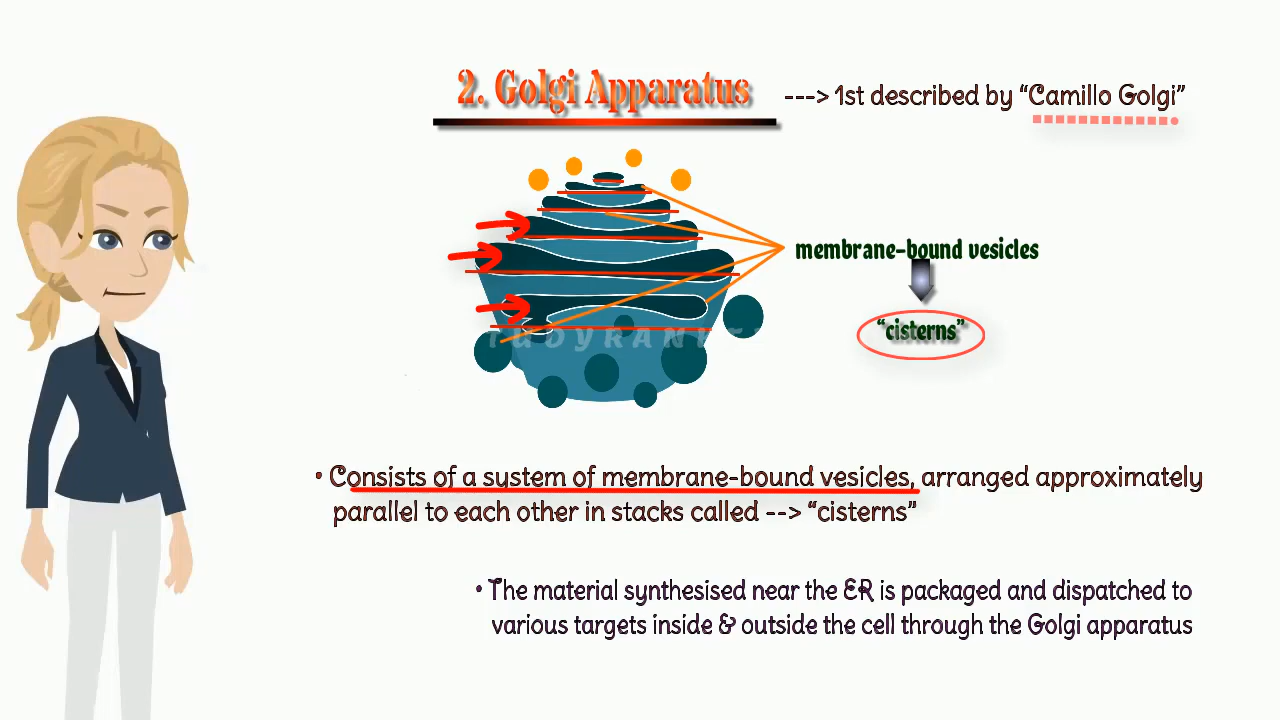 2. Golgi Apparatus
---> 1st described by “Camillo Golgi”
membrane-bound vesicles
“cisterns”
• Consists of a system of membrane-bound vesicles, arranged approximately
parallel to each other in stacks called --> “cisterns”
• The material synthesised near the ER is packaged and dispatched to
various targets inside & outside the cell through the Golgi apparatus